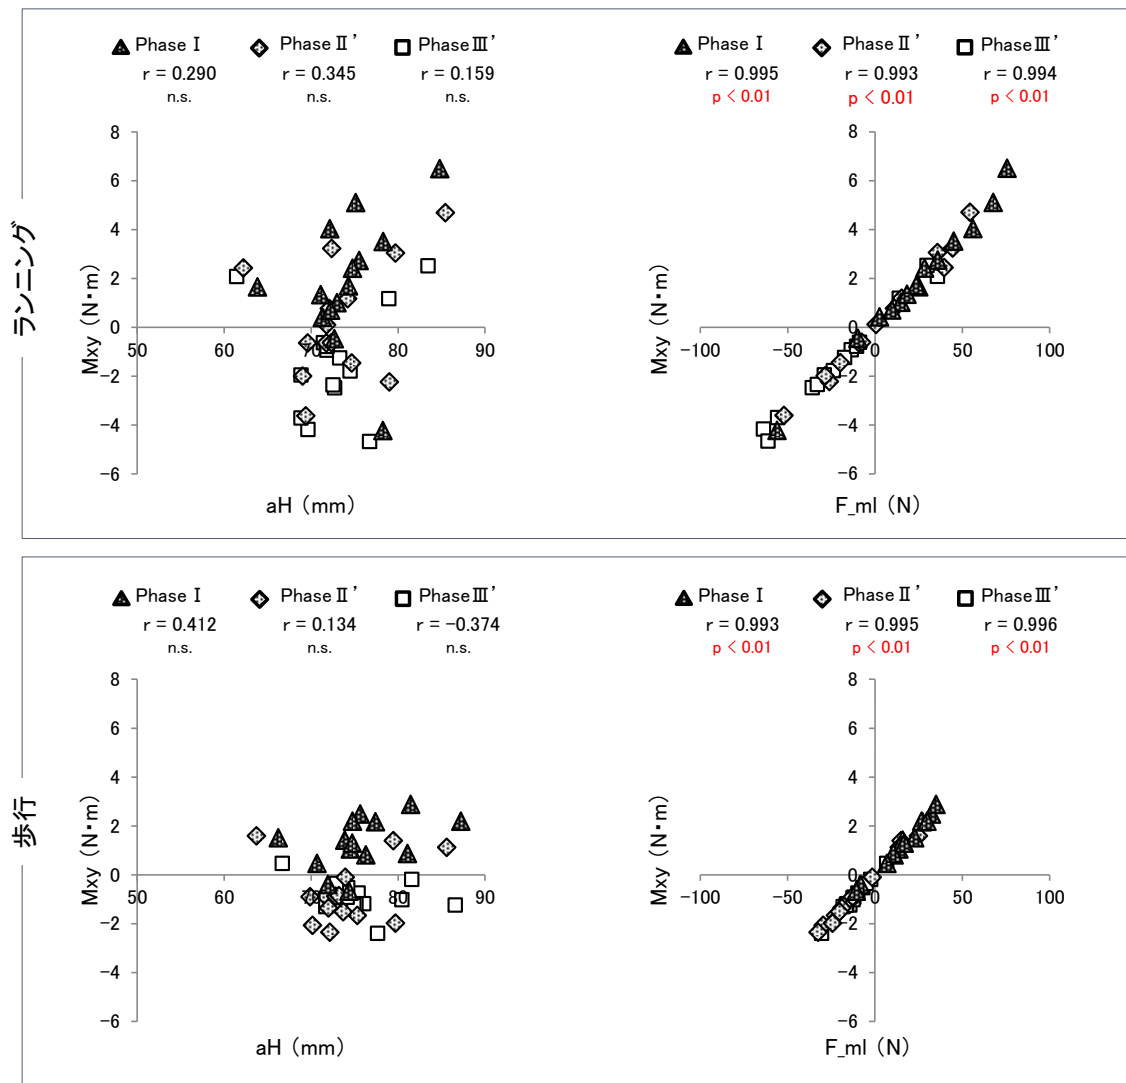 ランニング
Phase Ⅰ Phase Ⅱ’ Phase Ⅲ’
r = 0.290 r = 0.345 r = 0.159
n.s. n.s. n.s.
8
6
4
2
0
−2
−4
−6
50 60 70 80 90
Mxy (N・m)
aH (mm)
Phase Ⅰ Phase Ⅱ’ Phase Ⅲ’
r = 0.995 r = 0.993 r = 0.994
p < 0.01 p < 0.01 p < 0.01
8
6
4
2
0
−2
−4
−6
−100 −50 0 50 100
Mxy (N・m)
F_ml (N)
歩行
Phase Ⅰ Phase Ⅱ’ Phase Ⅲ’
r = 0.412 r = 0.134 r = −0.374
n.s. n.s. n.s.
8
6
4
2
0
−2
−4
−6
50 60 70 80 90
Mxy (N・m)
aH (mm)
Phase Ⅰ Phase Ⅱ’ Phase Ⅲ’
r = 0.993 r = 0.995 r = 0.996
p < 0.01 p < 0.01 p < 0.01
8
6
4
2
0
−2
−4
−6
−100 −50 0 50 100
Mxy (N・m)
F_ml (N)